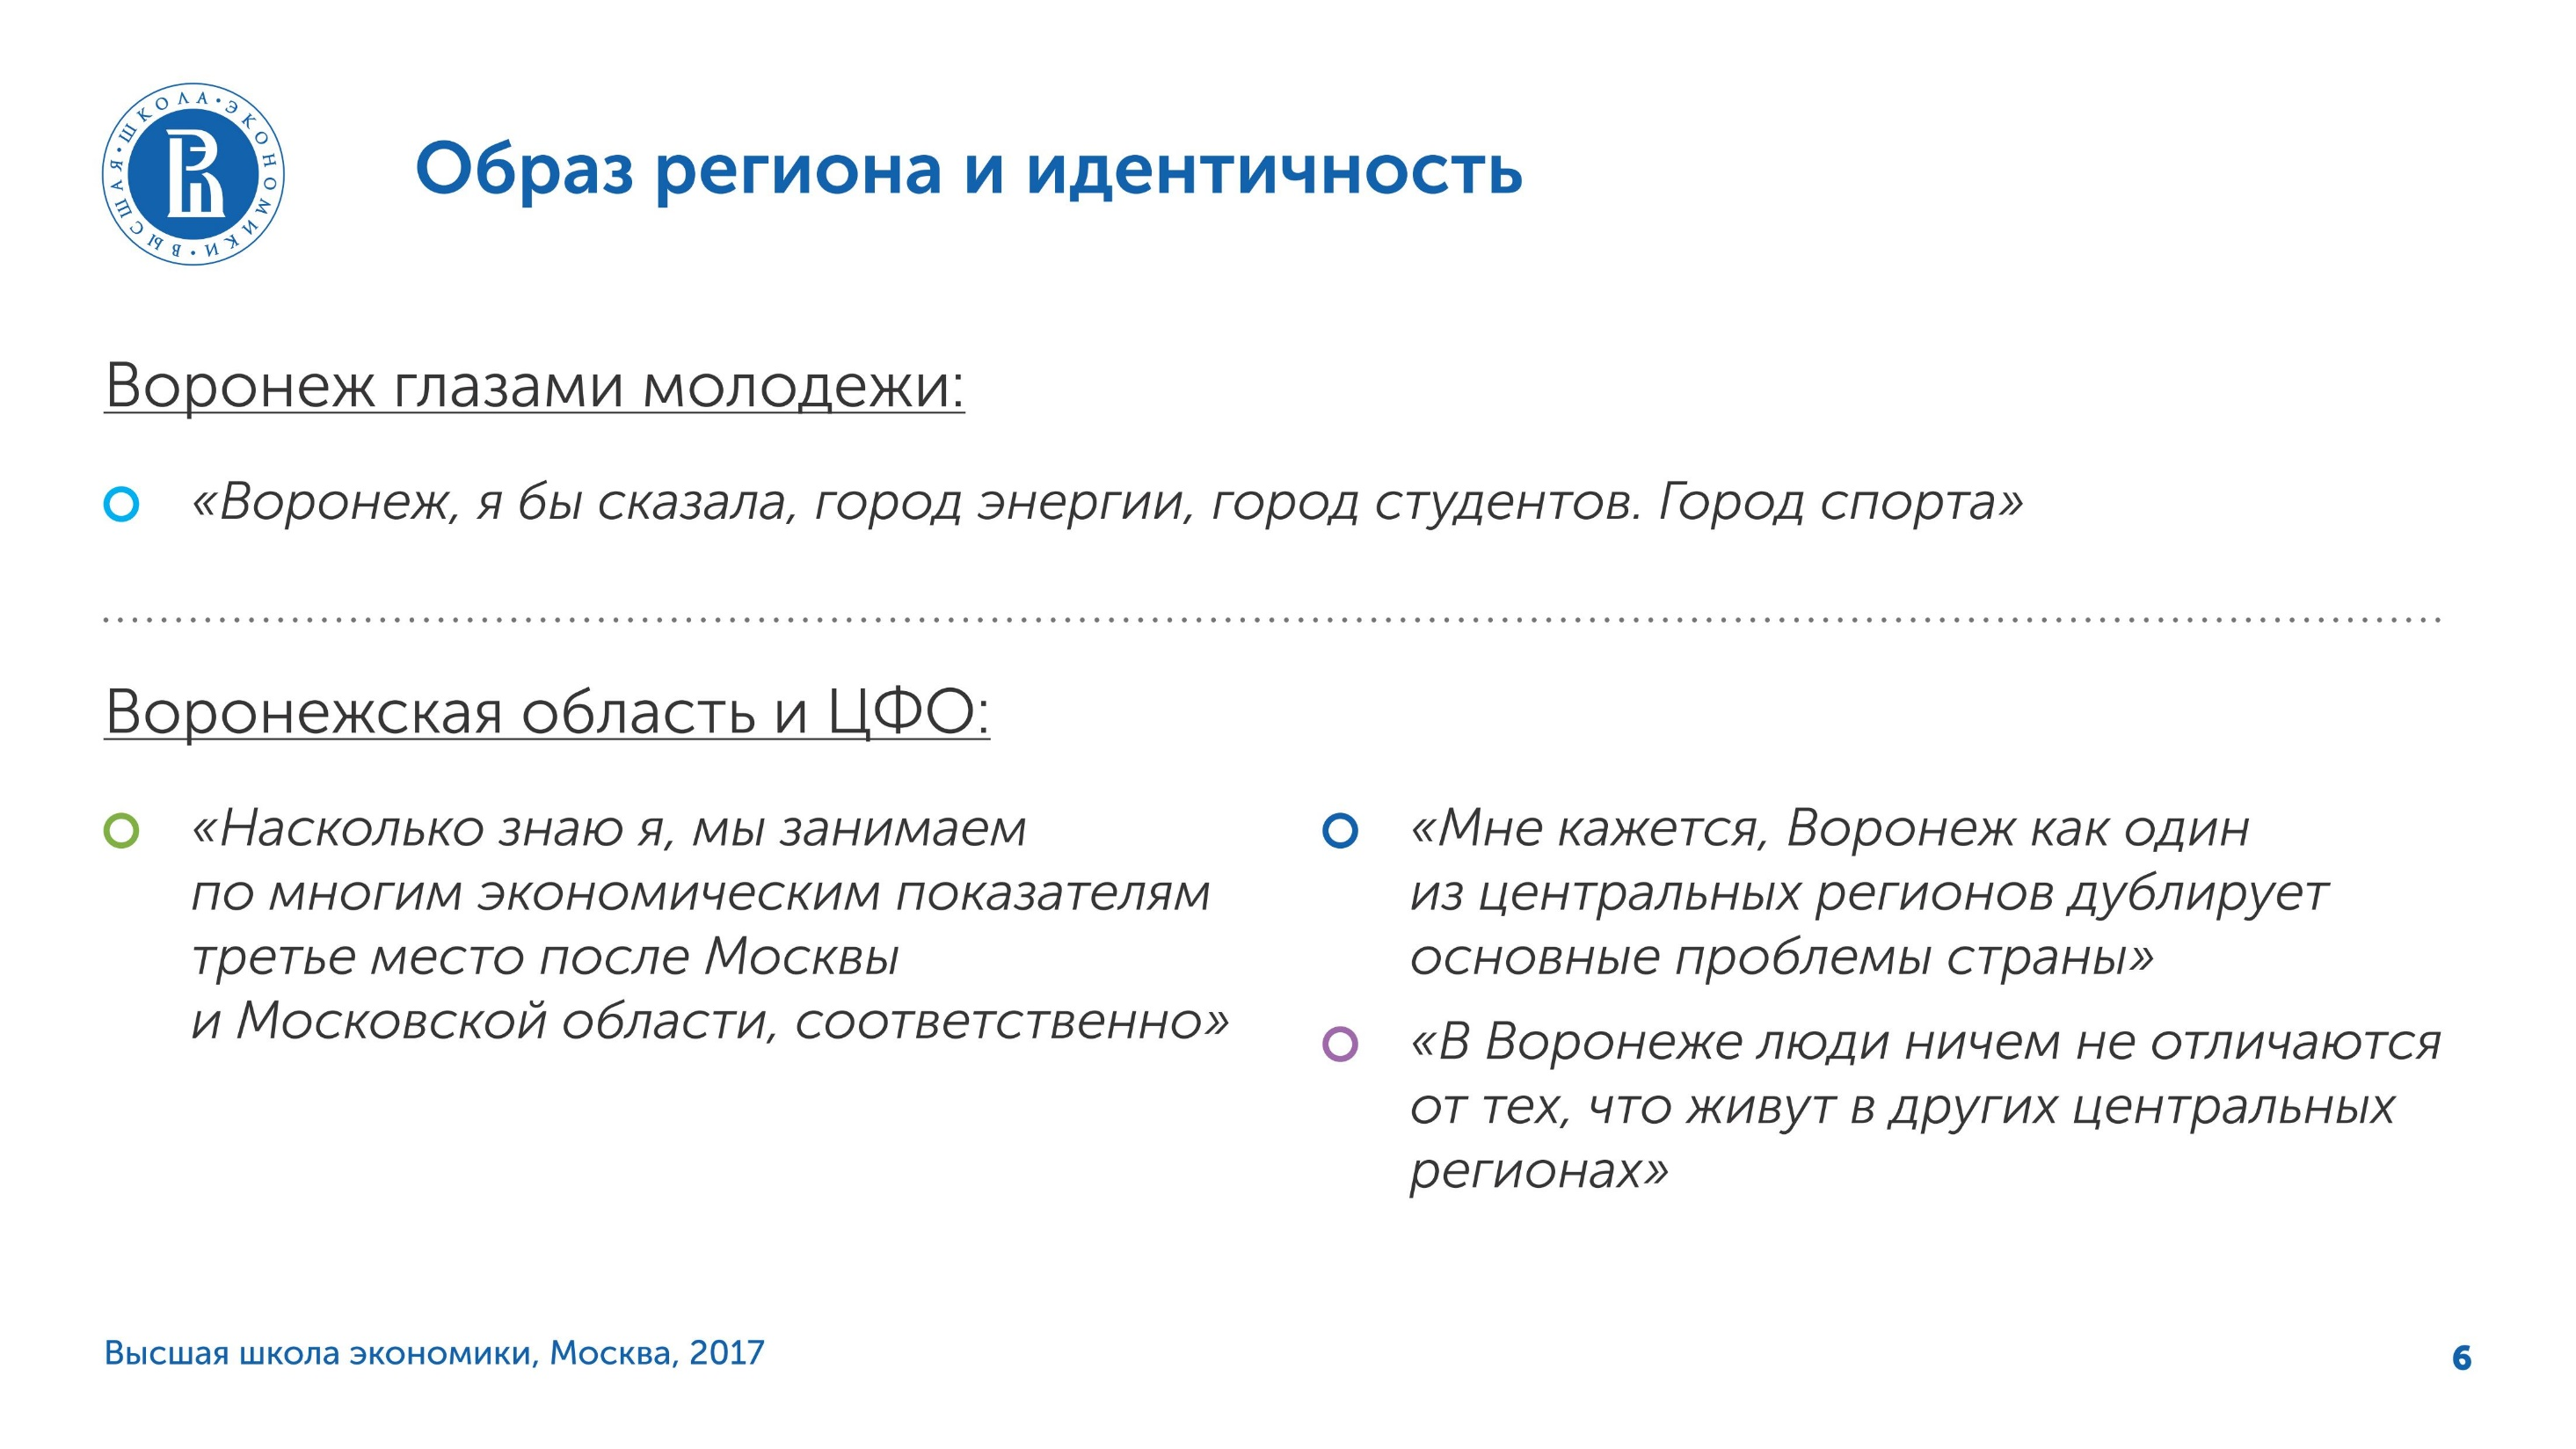 ВЫСШАЯ • ШКОЛА • ЭКОНОМИКИ •
Образ региона и идентичность
Воронеж глазами молодежи:
«Воронеж, я бы сказала, город энергии, город студентов. Город спорта»
Воронежская область и ЦФО:
«Насколько знаю я, мы занимаем
по многим экономическим показателям
третье место после Москвы
и Московской области, соответственно»
«Мне кажется, Воронеж как один
из центральных регионов дублирует
основные проблемы страны»
«В Воронеже люди ничем не отличаются
от тех, что живут в других центральных
регионах»
Высшая школа экономики, Москва, 2017
6